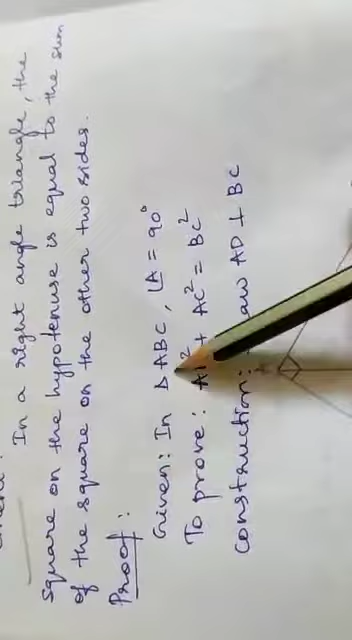 In a right angle triangle, the
square on the hypotenuse is equal to the sum
of the square on the other two sides.
Proof:
Given: In ∆ ABC, ∠A = 90°
To prove: + AC² = BC²
Construction: AD ⊥ BC